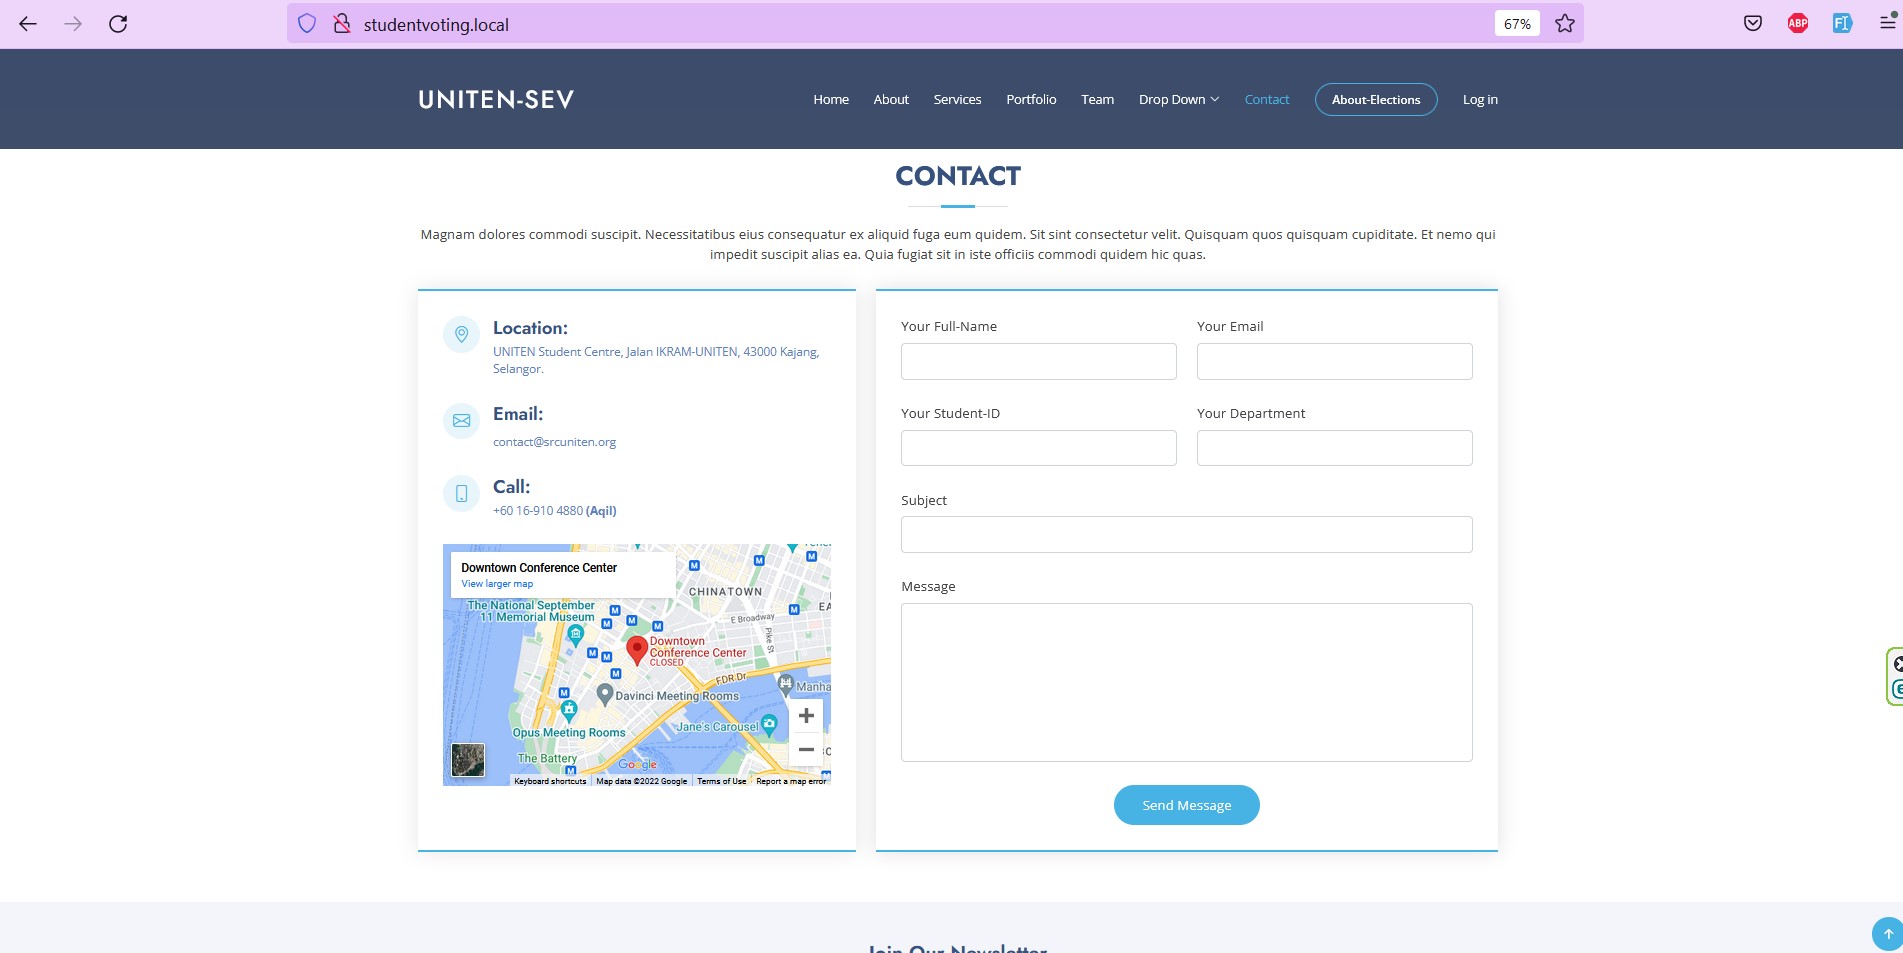 studentvoting.local
67%
ABP
UNITEN-SEV
Home
About
Services
Portfolio
Team
Drop Down
Contact
About-Elections
Log in
CONTACT
Magnam dolores commodi suscipit. Necessitatibus eius consequatur ex aliquid fuga eum quidem. Sit sint consectetur velit. Quisquam quos quisquam cupiditate. Et nemo qui
impedit suscipit alias ea. Quia fugiat sit in iste officiis commodi quidem hic quas.
Location:
UNITEN Student Centre, Jalan IKRAM-UNITEN, 43000 Kajang,
Selangor.
Email:
contact@srcuniten.org
Call:
+60 16-910 4880 (Aqil)
Downtown Conference Center
View larger map
CHINATOWN
The National September
11 Memorial Museum
E Broadway
Pike St
Downtown
Conference Center
CLOSED
FDR Dr
Davinci Meeting Rooms
Manha
Jane's Carousel
Opus Meeting Rooms
The Battery
Google
Keyboard shortcuts
Map data ©2022 Google
Terms of Use
Report a map error
Your Full-Name
Your Email
Your Student-ID
Your Department
Subject
Message
Send Message
Join Our Newsletter